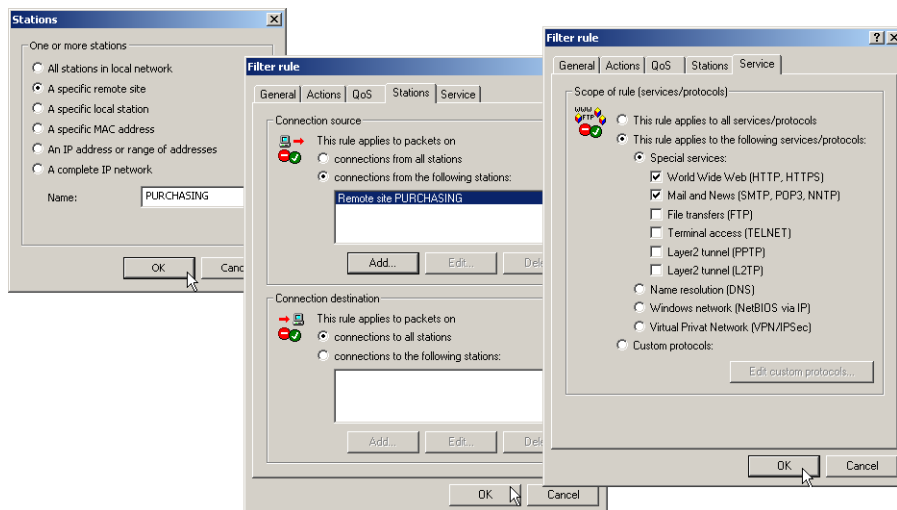 Stations
One or more stations
All stations in local network
A specific remote site
A specific local station
A specific MAC address
An IP address or range of addresses
A complete IP network
Name: PURCHASING
OK
Filter rule
General Actions QoS Stations Service
Connection source
This rule applies to packets on
connections from all stations
connections from the following stations:
Remote site PURCHASING
Add... Edit...
Connection destination
This rule applies to packets on
connections to all stations
connections to the following stations:
Add... Edit...
OK Cancel
Filter rule
General Actions QoS Stations Service
Scope of rule (services/protocols)
WWW
FTP
This rule applies to all services/protocols
This rule applies to the following services/protocols:
Special services:
World Wide Web (HTTP, HTTPS)
Mail and News (SMTP, POP3, NNTP)
File transfers (FTP)
Terminal access (TELNET)
Layer2 tunnel (PPTP)
Layer2 tunnel (L2TP)
Name resolution (DNS)
Windows network (NetBIOS via IP)
Virtual Privat Network (VPN/IPSec)
Custom protocols:
Edit custom protocols...
OK Cancel